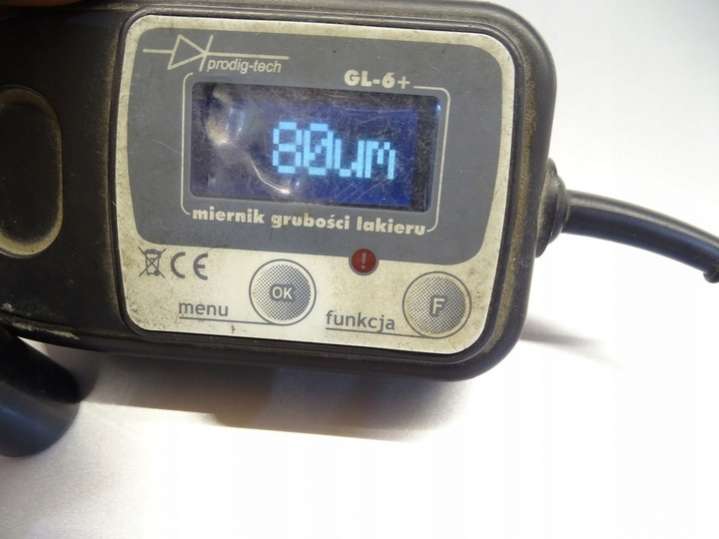 prodig-tech
GL-6+
80um
miernik grubości lakieru
CE
OK
F
menu
funkcja